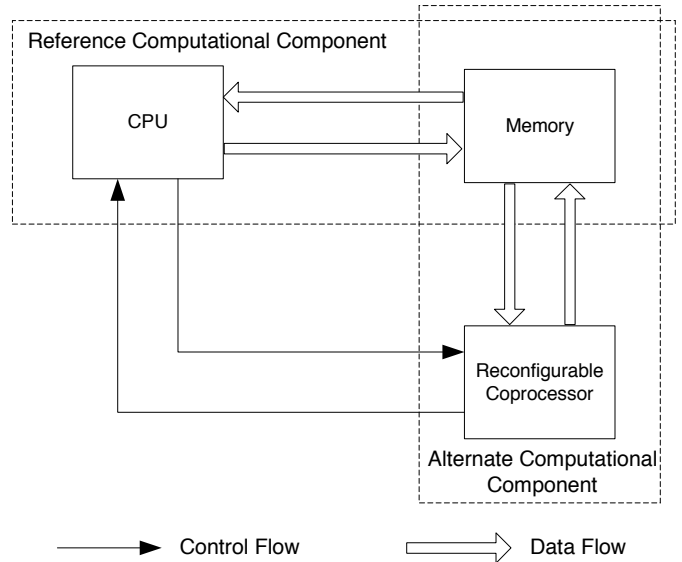 Reference Computational Component
CPU
Memory
Reconfigurable
Coprocessor
Alternate Computational
Component
Control Flow
Data Flow